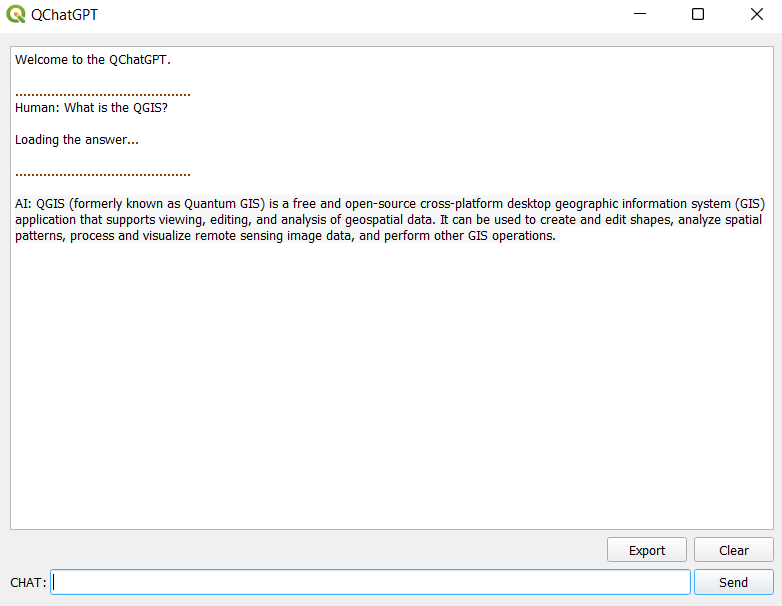 QChatGPT
Welcome to the QChatGPT.
.............................................
Human: What is the QGIS?
Loading the answer...
.............................................
AI: QGIS (formerly known as Quantum GIS) is a free and open-source cross-platform desktop geographic information system (GIS)
application that supports viewing, editing, and analysis of geospatial data. It can be used to create and edit shapes, analyze spatial
patterns, process and visualize remote sensing image data, and perform other GIS operations.
Export Clear
CHAT: Send